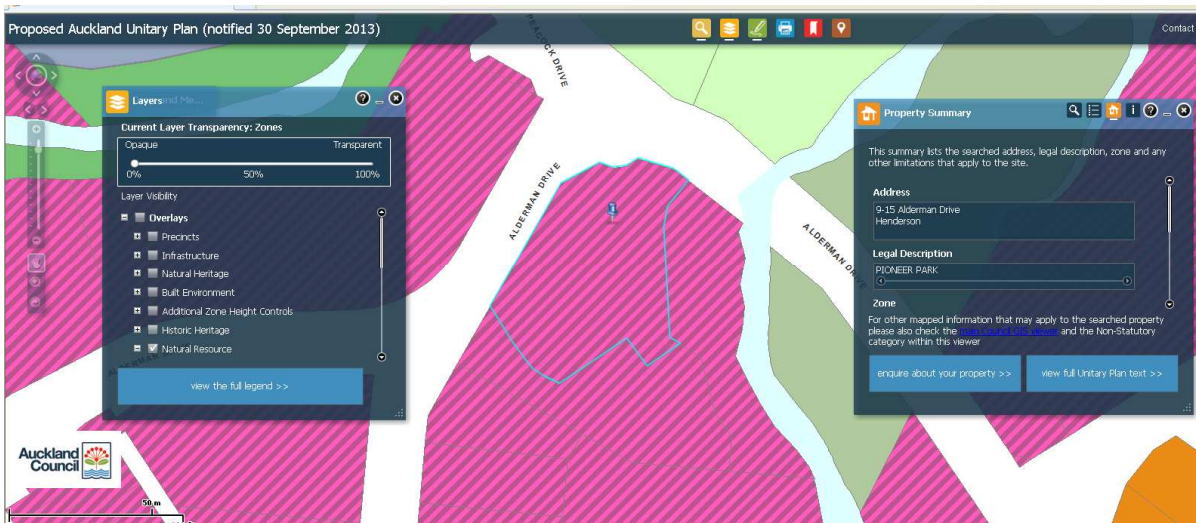 Proposed Auckland Unitary Plan (notified 30 September 2013)
Contact
PEACOCK DRIVE
Layers
Current Layer Transparency: Zones
Opaque Transparent
0% 50% 100%
Layer Visibility
Overlays
Precincts
Infrastructure
Natural Heritage
Built Environment
Additional Zone Height Controls
Historic Heritage
Natural Resource
view the full legend >>
ALDERMAN DRIVE
ALDERMAN DRIVE
Property Summary
This summary lists the searched address, legal description, zone and any
other limitations that apply to the site.
Address
9-15 Alderman Drive
Henderson
Legal Description
PIONEER PARK
Zone
For other mapped information that may apply to the searched property
please also check the main Council GIS viewer and the Non-Statutory
category within this viewer
enquire about your property >>
view full Unitary Plan text >>
Auckland
Council
50 m